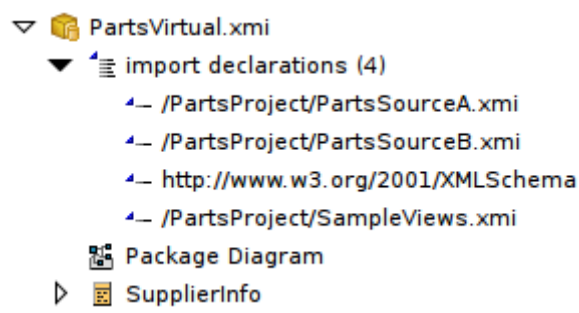 PartsVirtual.xmi
import declarations (4)
/PartsProject/PartsSourceA.xmi
/PartsProject/PartsSourceB.xmi
http://www.w3.org/2001/XMLSchema
/PartsProject/SampleViews.xmi
Package Diagram
SupplierInfo